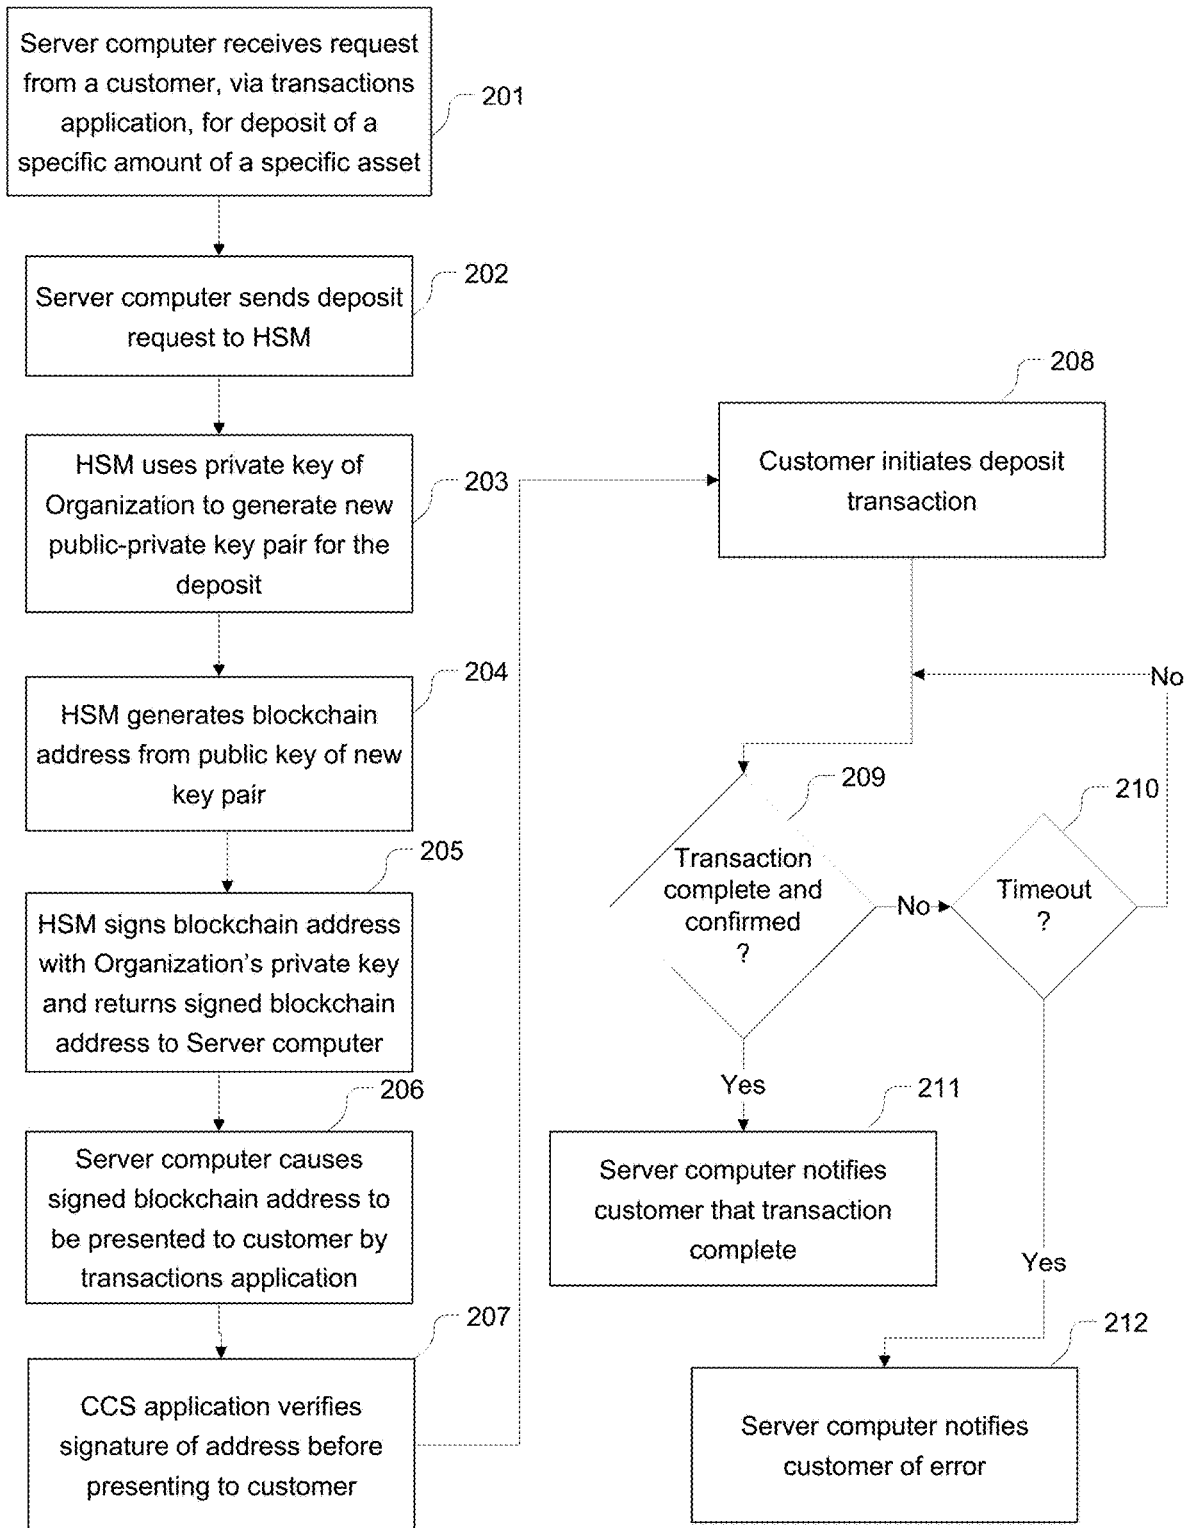 Server computer receives request
from a customer, via transactions
application, for deposit of a
specific amount of a specific asset
201
Server computer sends deposit
request to HSM
202
HSM uses private key of
Organization to generate new
public-private key pair for the
deposit
203
HSM generates blockchain
address from public key of new
key pair
204
HSM signs blockchain address
with Organization's private key
and returns signed blockchain
address to Server computer
205
Server computer causes
signed blockchain address to
be presented to customer by
transactions application
206
CCS application verifies
signature of address before
presenting to customer
207
Customer initiates deposit
transaction
208
Transaction
complete and
confirmed
?
209
No
Timeout
?
210
No
Yes
Server computer notifies
customer that transaction
complete
211
Yes
Server computer notifies
customer of error
212